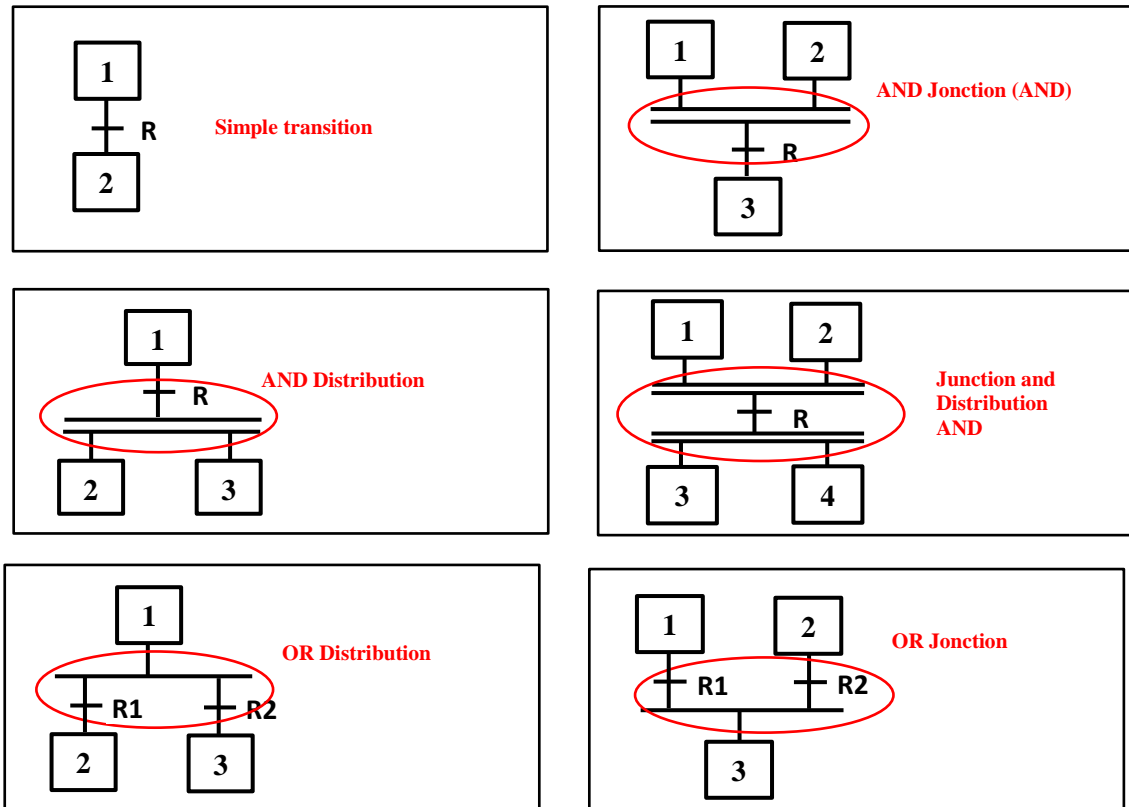 1
R
2
Simple transition
1
2
AND Jonction (AND)
R
3
1
AND Distribution
R
2
3
1
2
Junction and
Distribution
AND
R
3
4
1
OR Distribution
R1
R2
2
3
1
2
OR Jonction
R1
R2
3